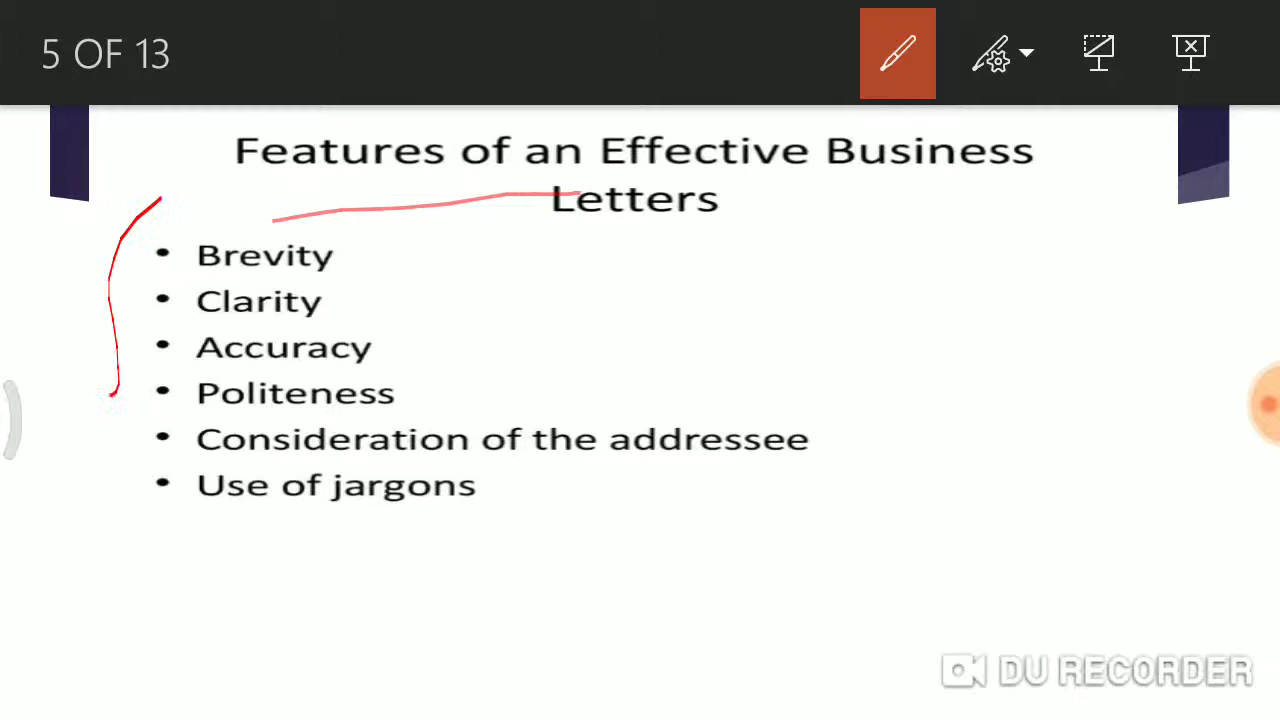 5 OF 13
Features of an Effective Business
Letters
• Brevity
• Clarity
• Accuracy
• Politeness
• Consideration of the addressee
• Use of jargons
DU RECORDER